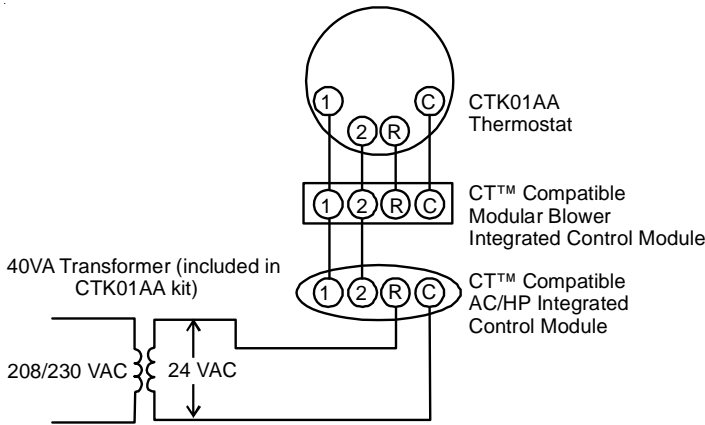 1 C
2 R
CTK01AA
Thermostat
1 2 R C
CT™ Compatible
Modular Blower
Integrated Control Module
40VA Transformer (included in
CTK01AA kit)
1 2 R C
CT™ Compatible
AC/HP Integrated
Control Module
208/230 VAC
24 VAC